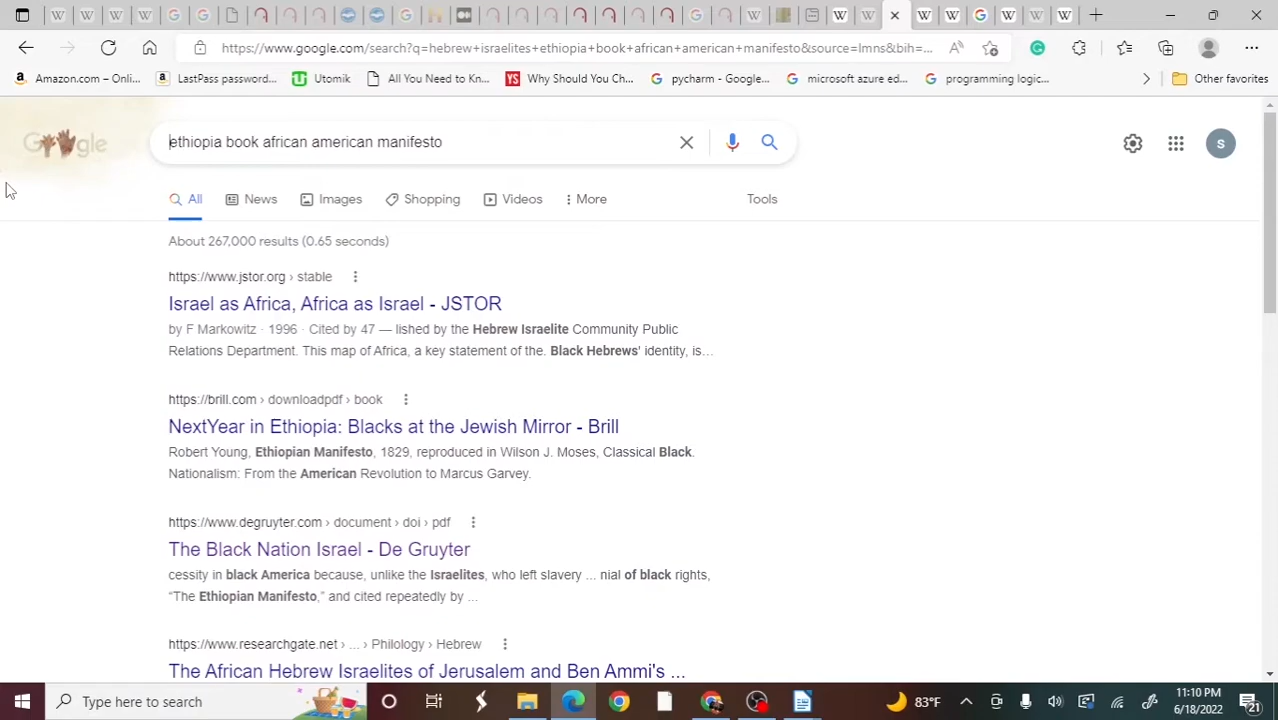 https://www.google.com/search?q=hebrew+israelites+ethiopia+book+african+american+manifesto&source=lmns&bih=...
Amazon.com – Onli...
LastPass password...
Utomik
All You Need to Kn...
Why Should You Ch...
pycharm - Google...
microsoft azure ed...
programming logic...
Other favorites
Google
ethiopia book african american manifesto
S
All
News
Images
Shopping
Videos
More
Tools
About 267,000 results (0.65 seconds)
https://www.jstor.org › stable
Israel as Africa, Africa as Israel - JSTOR
by F Markowitz · 1996 · Cited by 47 — lished by the Hebrew Israelite Community Public
Relations Department. This map of Africa, a key statement of the. Black Hebrews' identity, is...
https://brill.com › downloadpdf › book
NextYear in Ethiopia: Blacks at the Jewish Mirror - Brill
Robert Young, Ethiopian Manifesto, 1829, reproduced in Wilson J. Moses, Classical Black.
Nationalism: From the American Revolution to Marcus Garvey.
https://www.degruyter.com › document › doi › pdf
The Black Nation Israel - De Gruyter
cessity in black America because, unlike the Israelites, who left slavery ... nial of black rights,
“The Ethiopian Manifesto,” and cited repeatedly by ...
https://www.researchgate.net › ... › Philology › Hebrew
The African Hebrew Israelites of Jerusalem and Ben Ammi's ...
Type here to search
83°F
11:10 PM
6/18/2022
21